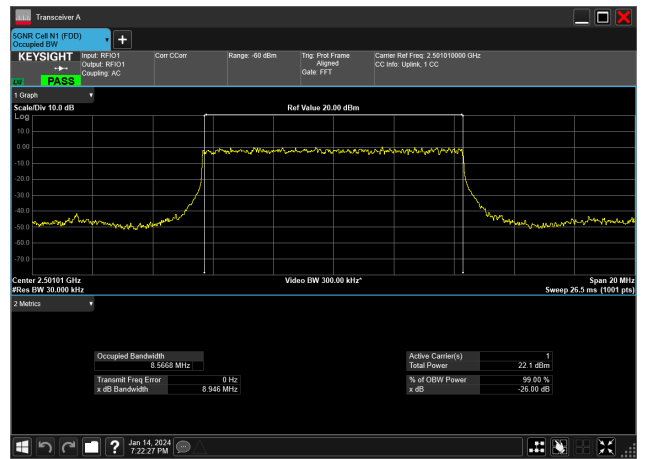 Transceiver A
5GNR Cell N1 (FDD)
Occupied BW
KEYSIGHT
PASS
Input: RFIO1
Output: RFIO1
Coupling: AC
Corr CCorr
Range: -60 dBm
Trig: Prot Frame
Aligned
Gate: FFT
Carrier Ref Freq: 2.501010000 GHz
CC Info: Uplink, 1 CC
1 Graph
Scale/Div 10.0 dB
Ref Value 20.00 dBm
Log
10.0
0.00
-10.0
-20.0
-30.0
-40.0
-50.0
-60.0
-70.0
Center 2.50101 GHz
Video BW 300.00 kHz*
Span 20 MHz
#Res BW 30.000 kHz
Sweep 26.5 ms (1001 pts)
2 Metrics
Occupied Bandwidth
8.5668 MHz
Transmit Freq Error 0 Hz
x dB Bandwidth 8.946 MHz
Active Carrier(s) 1
Total Power 22.1 dBm
% of OBW Power 99.00 %
x dB -26.00 dB
?
Jan 14, 2024
7:22:27 PM